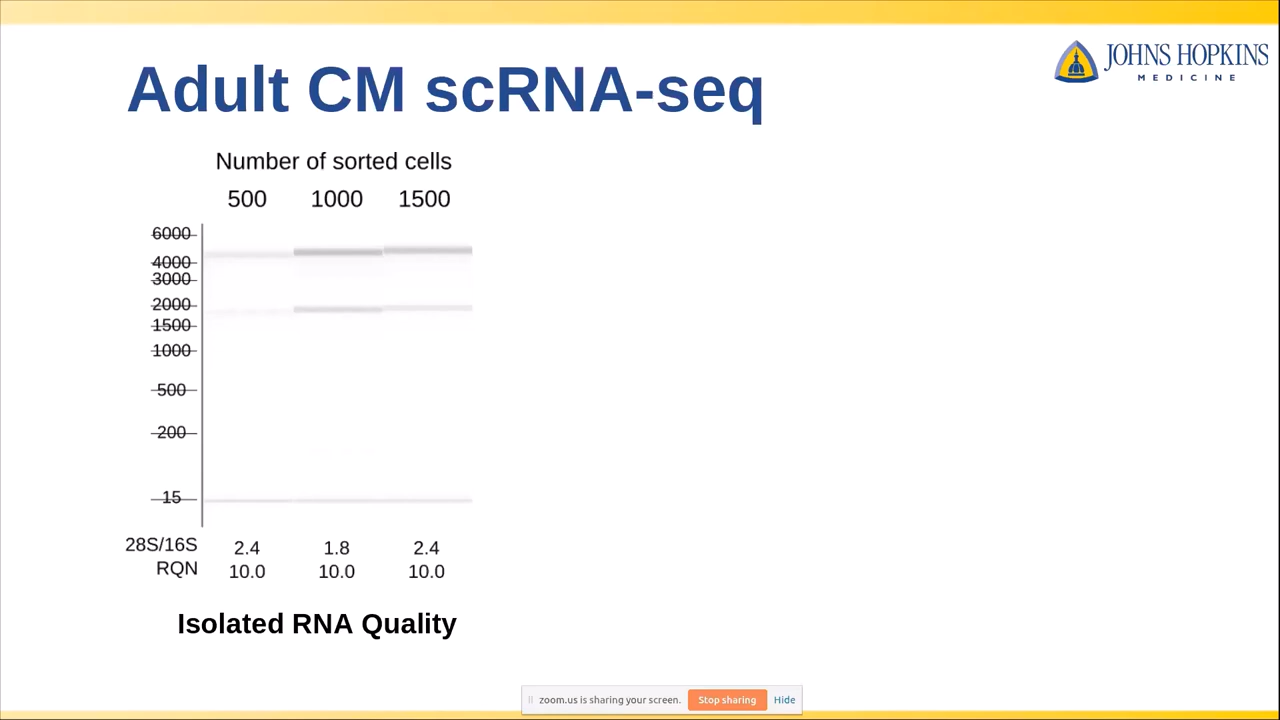 JOHNS HOPKINS
MEDICINE
Adult CM scRNA-seq
Number of sorted cells
500 1000 1500
6000
4000
3000
2000
1500
1000
500
200
15
28S/16S 2.4 1.8 2.4
RQN 10.0 10.0 10.0
Isolated RNA Quality
zoom.us is sharing your screen. Stop sharing Hide